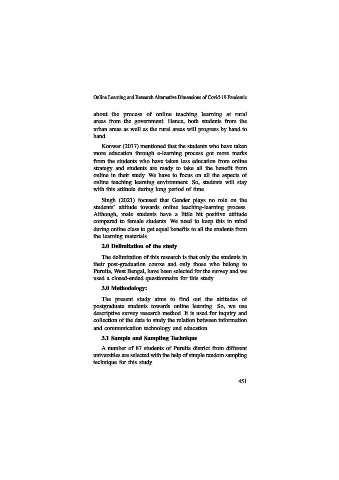 Online Learning and Research Alternative Dimensions of Covid-19 Pandemic
about the process of online teaching learning at rural
areas from the government. Hence, both students from the
urban areas as well as the rural areas will progress by hand to
hand.
Konwar (2017) mentioned that the students who have taken
more education through e-learning process got more marks
from the students who have taken less education from online
strategy and students are ready to take all the benefit from
online in their study. We have to focus on all the aspects of
online teaching learning environment. So, students will stay
with this attitude during long period of time.
Singh (2021) focused that Gender plays no role on the
students' attitude towards online teaching-learning process.
Although, male students have a little bit positive attitude
compared to female students. We need to keep this in mind
during online class to get equal benefits to all the students from
the learning materials.
2.0 Delimitation of the study
The delimitation of this research is that only the students in
their post-graduation course and only those who belong to
Purulia, West Bengal, have been selected for the survey and we
used a closed-ended questionnaire for this study.
3.0 Methodology:
The present study aims to find out the attitudes of
postgraduate students towards online learning. So, we use
descriptive survey research method. It is used for inquiry and
collection of the data to study the relation between information
and communication technology and education.
3.1 Sample and Sampling Technique
A number of 87 students of Purulia district from different
universities are selected with the help of simple random sampling
technique for this study.
451